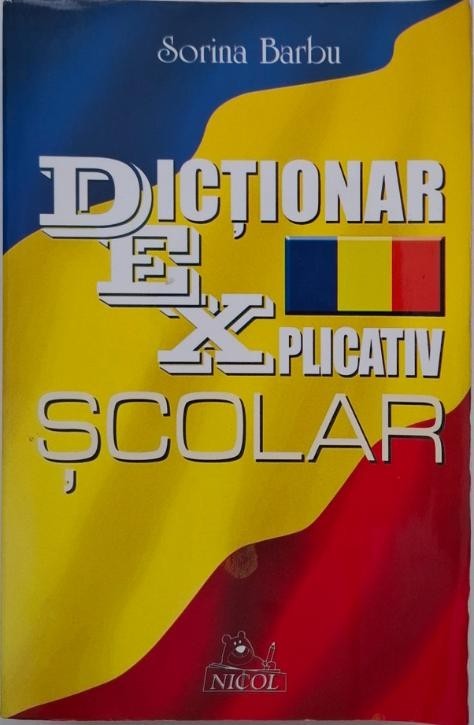 Sorina Barbu
DICȚIONAR
EXPLICATIV
ȘCOLAR
NICOL